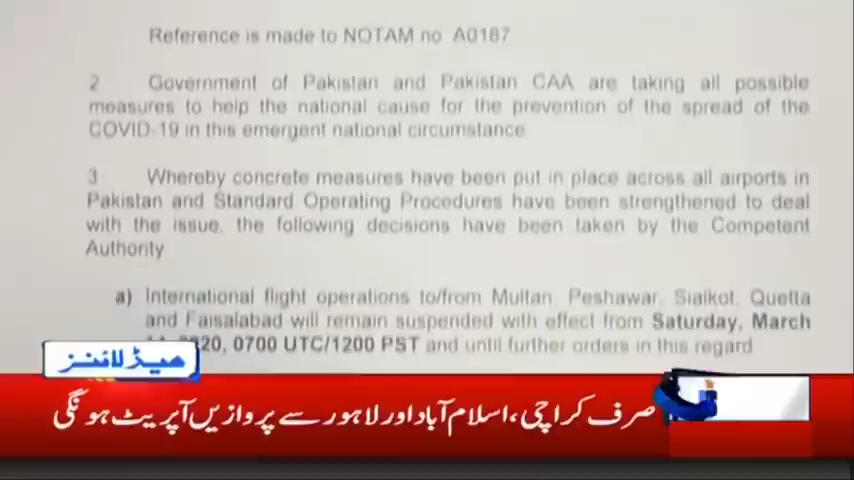 Reference is made to NOTAM no A0187
2 Government of Pakistan and Pakistan CAA are taking all possible
measures to help the national cause for the prevention of the spread of the
COVID-19 in this emergent national circumstance
3 Whereby concrete measures have been put in place across all airports in
Pakistan and Standard Operating Procedures have been strengthened to deal
with the issue, the following decisions have been taken by the Competent
Authority
a) International flight operations to/from Multan, Peshawar, Sialkot, Quetta
and Faisalabad will remain suspended with effect from Saturday, March
0700 UTC/1200 PST and until further orders in this regard
ہیڈ لائنز
صرف کراچی، اسلام آباد اور لاہور سے پروازیں آپریٹ ہونگی